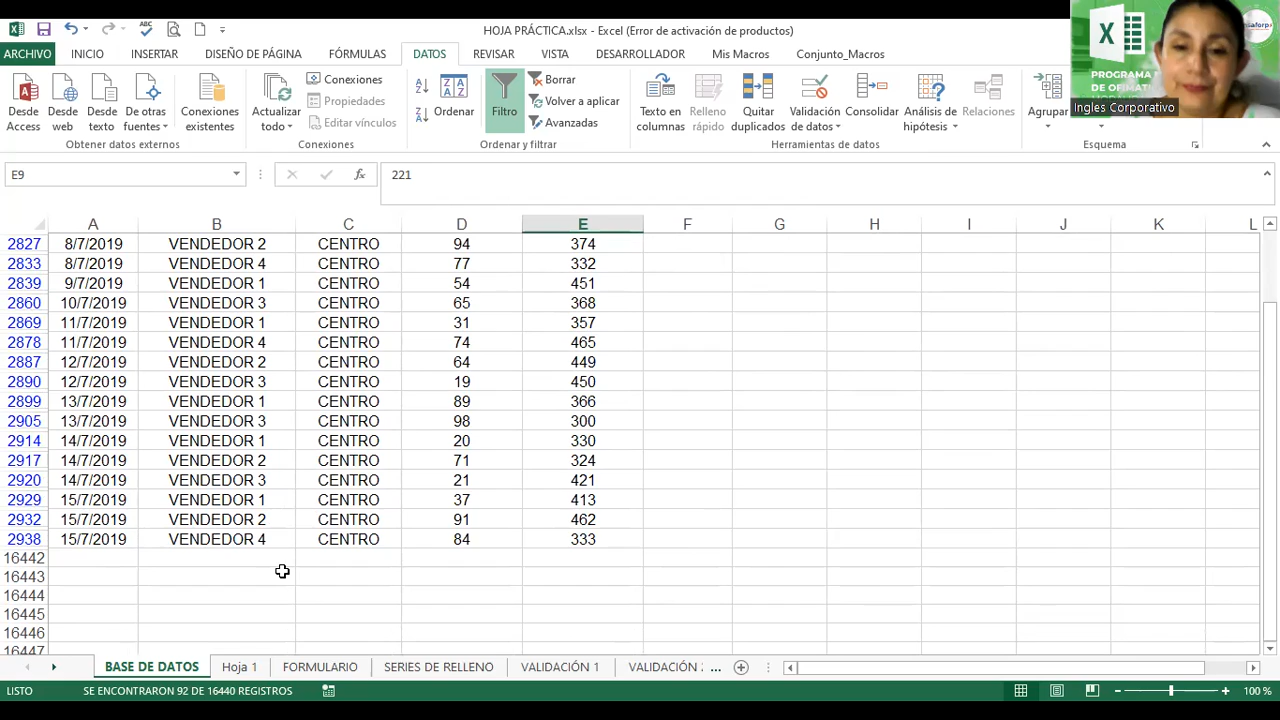 HOJA PRÁCTICA.xlsx - Excel (Error de activación de productos)
ARCHIVO INICIO INSERTAR DISEÑO DE PÁGINA FÓRMULAS DATOS REVISAR VISTA DESARROLLADOR Mis Macros Conjunto_Macros
PROGRAMA
DE OFIMÁT
Ingles Corporativo
Desde Access
Desde web
Desde texto
De otras fuentes
Conexiones existentes
Obtener datos externos
Actualizar todo
Conexiones
Propiedades
Editar vínculos
Conexiones
Ordenar
Filtro
Borrar
Volver a aplicar
Avanzadas
Ordenar y filtrar
Texto en columnas
Relleno rápido
Quitar duplicados
Validación de datos
Consolidar
Análisis de hipótesis
Relaciones
Herramientas de datos
Agrupar
Esquema
E9 fx 221
A B C D E F G H I J K L
2827 8/7/2019 VENDEDOR 2 CENTRO 94 374
2833 8/7/2019 VENDEDOR 4 CENTRO 77 332
2839 9/7/2019 VENDEDOR 1 CENTRO 54 451
2860 10/7/2019 VENDEDOR 3 CENTRO 65 368
2869 11/7/2019 VENDEDOR 1 CENTRO 31 357
2878 11/7/2019 VENDEDOR 4 CENTRO 74 465
2887 12/7/2019 VENDEDOR 2 CENTRO 64 449
2890 12/7/2019 VENDEDOR 3 CENTRO 19 450
2899 13/7/2019 VENDEDOR 1 CENTRO 89 366
2905 13/7/2019 VENDEDOR 3 CENTRO 98 300
2914 14/7/2019 VENDEDOR 1 CENTRO 20 330
2917 14/7/2019 VENDEDOR 2 CENTRO 71 324
2920 14/7/2019 VENDEDOR 3 CENTRO 21 421
2929 15/7/2019 VENDEDOR 1 CENTRO 37 413
2932 15/7/2019 VENDEDOR 2 CENTRO 91 462
2938 15/7/2019 VENDEDOR 4 CENTRO 84 333
16442
16443
16444
16445
16446
16447
BASE DE DATOS Hoja 1 FORMULARIO SERIES DE RELLENO VALIDACIÓN 1 VALIDACIÓN ...
LISTO SE ENCONTRARON 92 DE 16440 REGISTROS 100 %